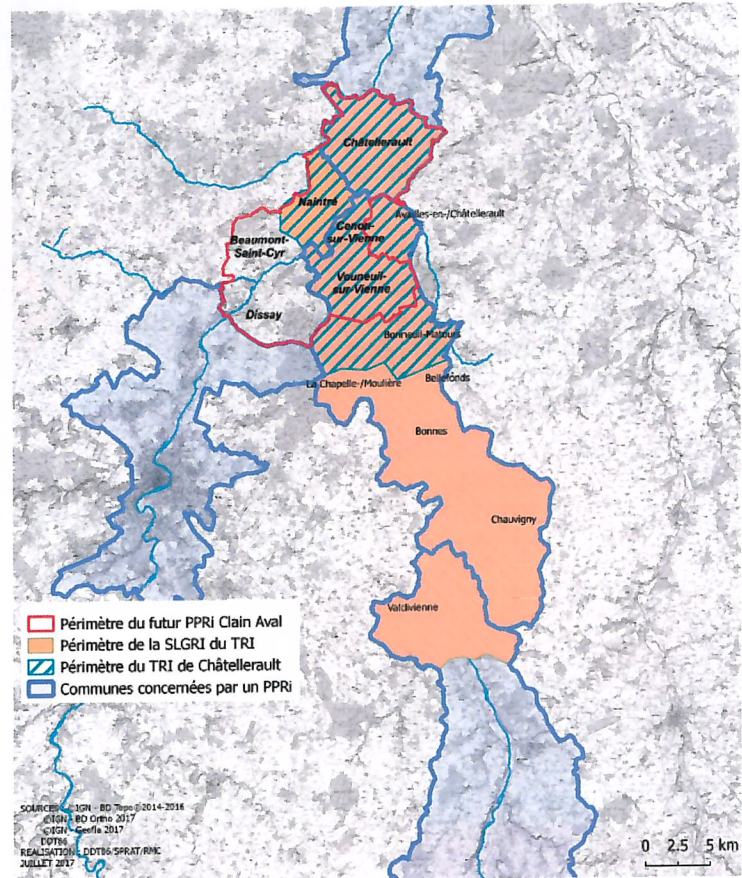 Châtellerault
Naintré
Availles-en-/Châtellerault
Cenon-
sur-Vienne
Beaumont-
Saint-Cyr
Vouneuil-
sur-Vienne
Dissay
Bonneuil-Matours
La Chapelle-/Moulière
Bellefonds
Bonnes
Chauvigny
Valdivienne
Périmètre du futur PPRi Clain Aval
Périmètre de la SLGRI du TRI
Périmètre du TRI de Châtellerault
Communes concernées par un PPRi
SOURCES : ©IGN - BD Topo ©2014-2016
©IGN - BD Ortho 2017
©IGN - Geofla 2017
DDT86
REALISATION : DDT86/SPRAT/RMC
JUILLET 2017
0 2.5 5 km